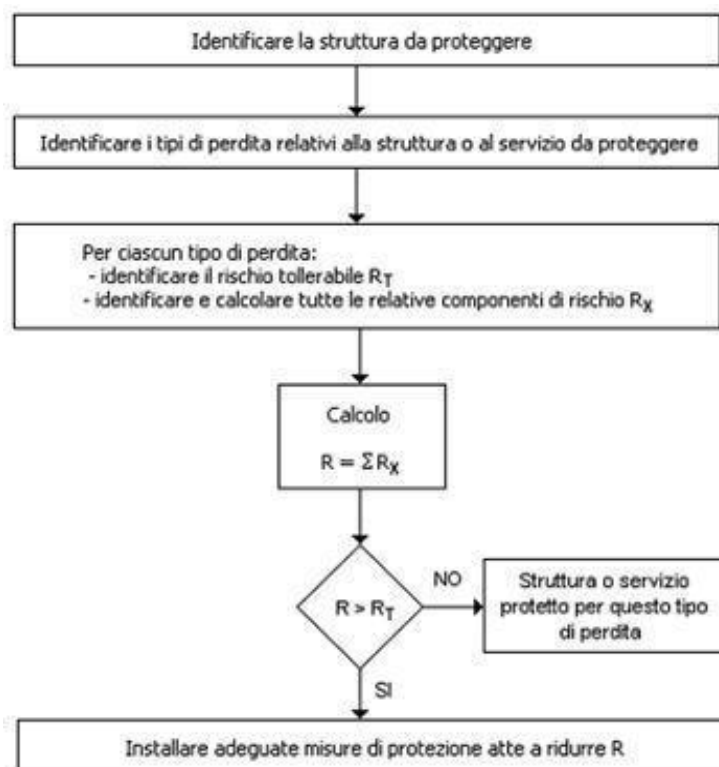 Identificare la struttura da proteggere
Identificare i tipi di perdita relativi alla struttura o al servizio da proteggere
Per ciascun tipo di perdita:
- identificare il rischio tollerabile RT
- identificare e calcolare tutte le relative componenti di rischio RX
Calcolo
R = ΣRX
R > RT
NO
Struttura o servizio
protetto per questo tipo
di perdita
SI
Installare adeguate misure di protezione atte a ridurre R